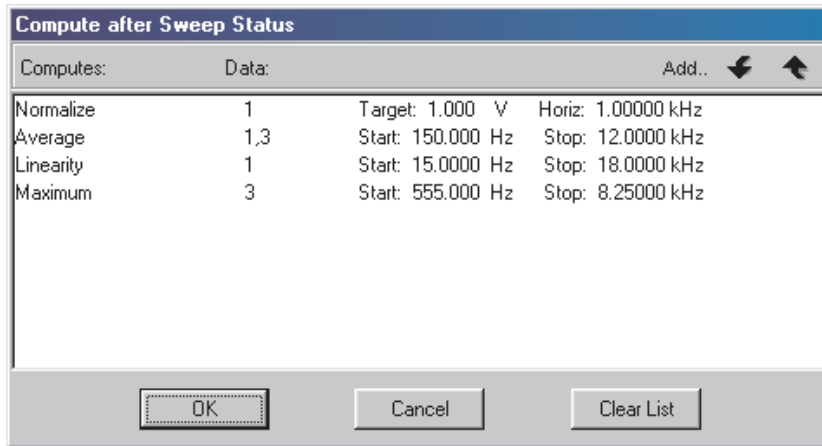 Compute after Sweep Status
Computes: Data: Add..
Normalize 1 Target: 1.000 V Horiz: 1.00000 kHz
Average 1,3 Start: 150.000 Hz Stop: 12.0000 kHz
Linearity 1 Start: 15.0000 Hz Stop: 18.0000 kHz
Maximum 3 Start: 555.000 Hz Stop: 8.25000 kHz
OK Cancel Clear List